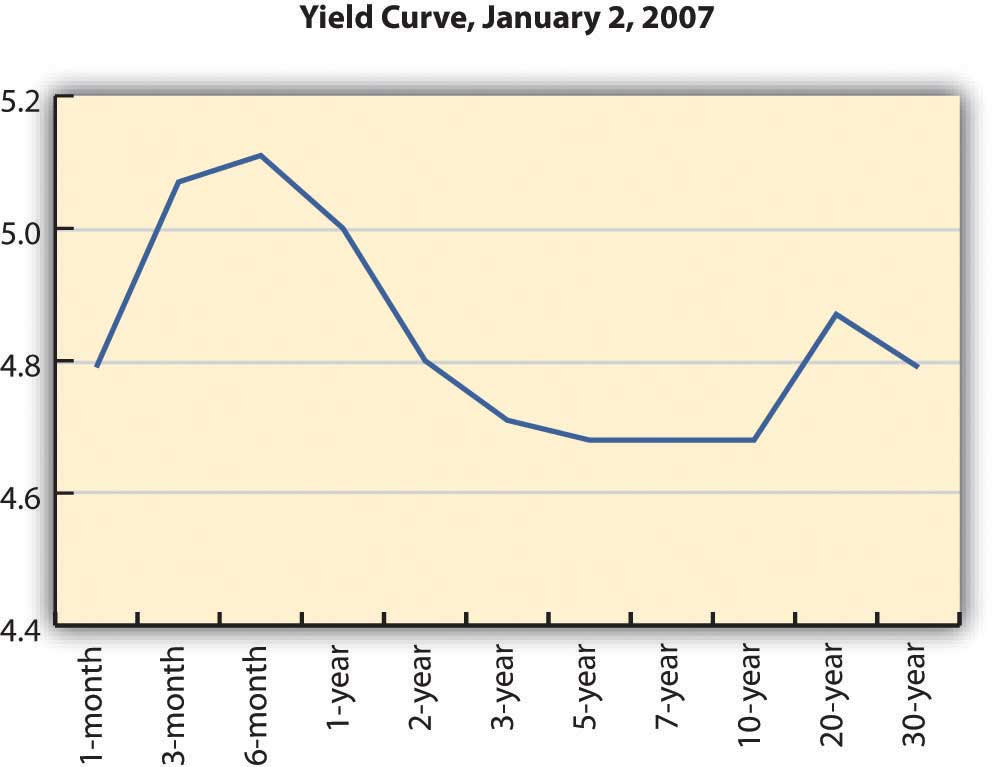 Yield Curve, January 2, 2007
5.2
5.0
4.8
4.6
4.4
1-month
3-month
6-month
1-year
2-year
3-year
5-year
7-year
10-year
20-year
30-year